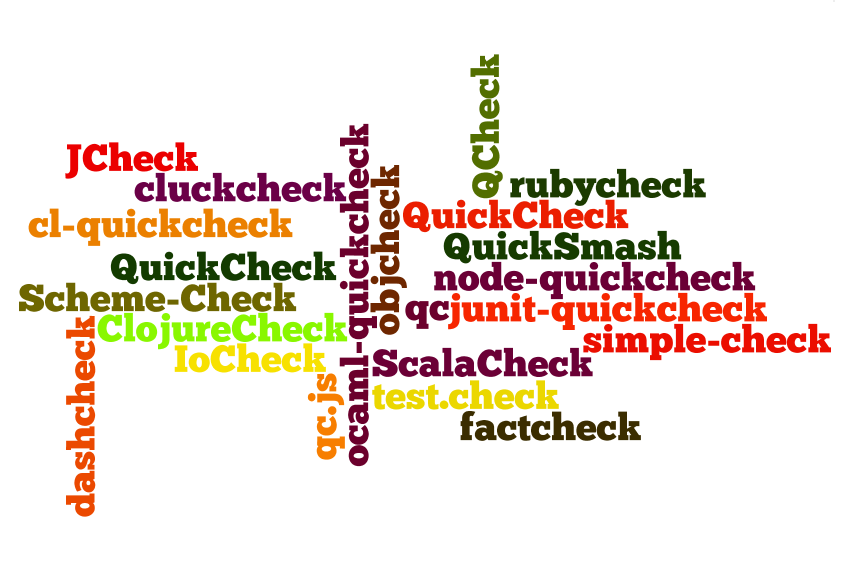 QCheck
JCheck
cluckcheck
rubycheck
cl-quickcheck
ocaml-quickcheck
objcheck
QuickCheck
QuickSmash
QuickCheck
node-quickcheck
Scheme-Check
qc
junit-quickcheck
ClojureCheck
simple-check
IoCheck
ScalaCheck
dashcheck
qc.js
test.check
factcheck